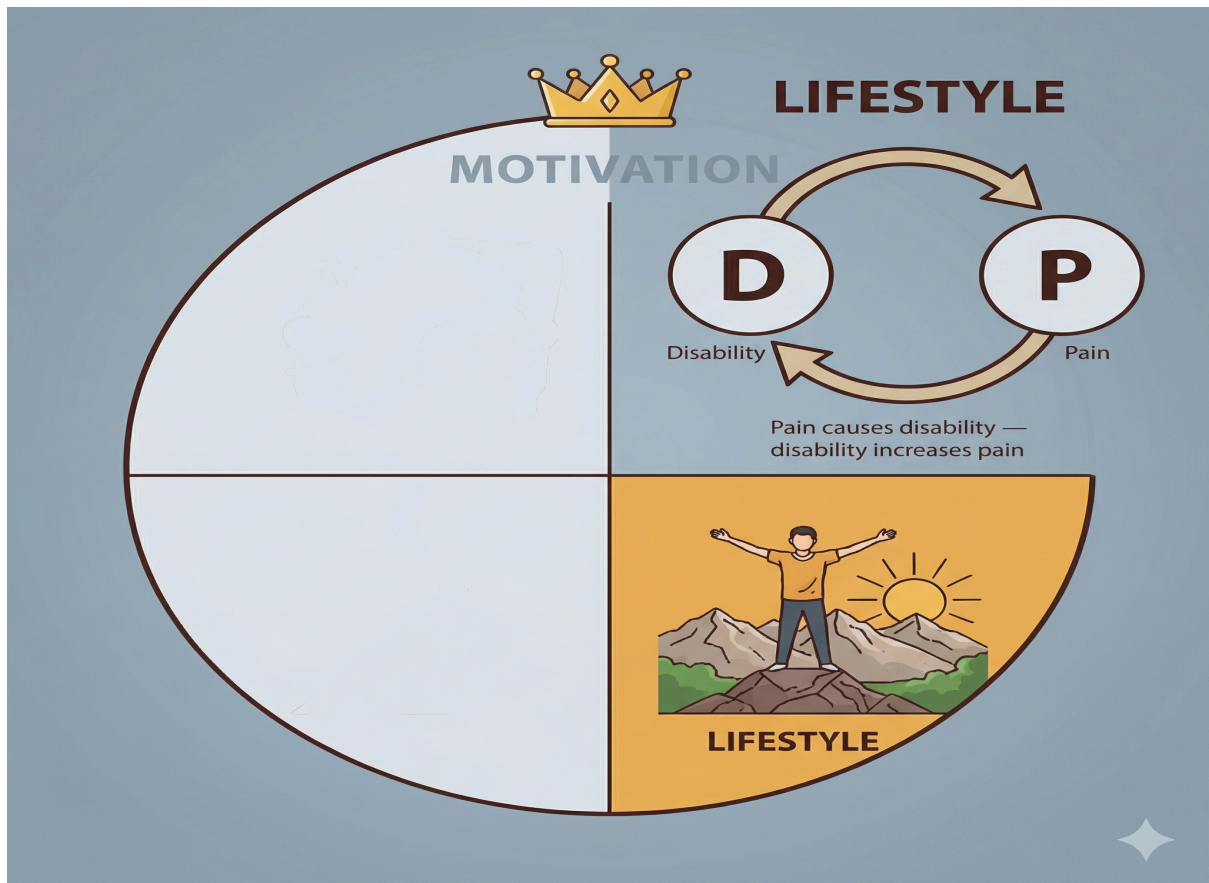 LIFESTYLE
MOTIVATION
D
P
Disability
Pain
Pain causes disability —
disability increases pain
LIFESTYLE